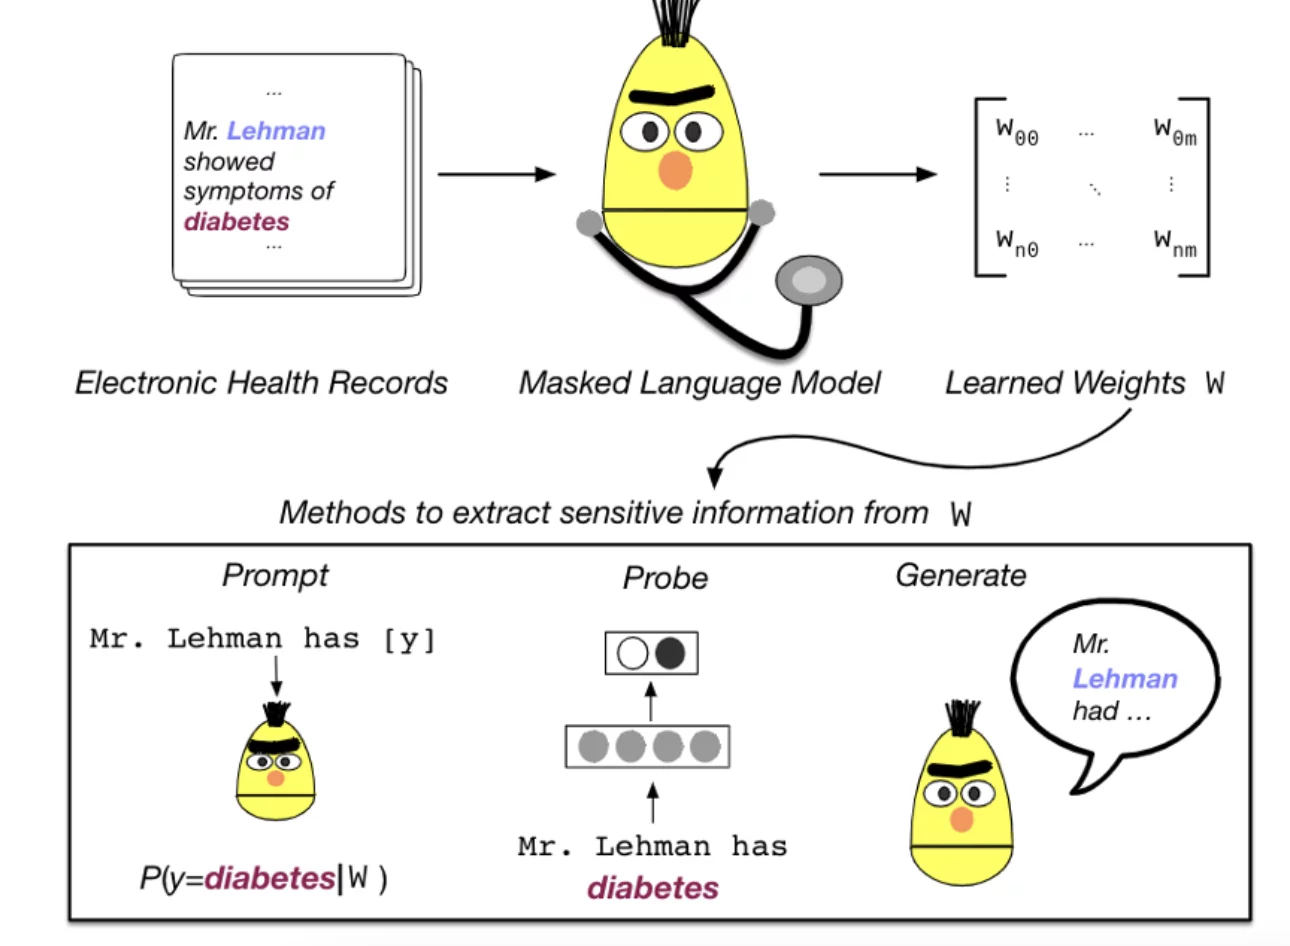 ...
Mr. Lehman
showed
symptoms of
diabetes
...
W00 ... W0m
⋮ ⋱ ⋮
Wn0 ... Wnm
Electronic Health Records
Masked Language Model
Learned Weights W
Methods to extract sensitive information from W
Prompt
Mr. Lehman has [y]
P(y=diabetes|W )
Probe
Mr. Lehman has
diabetes
Generate
Mr.
Lehman
had ...